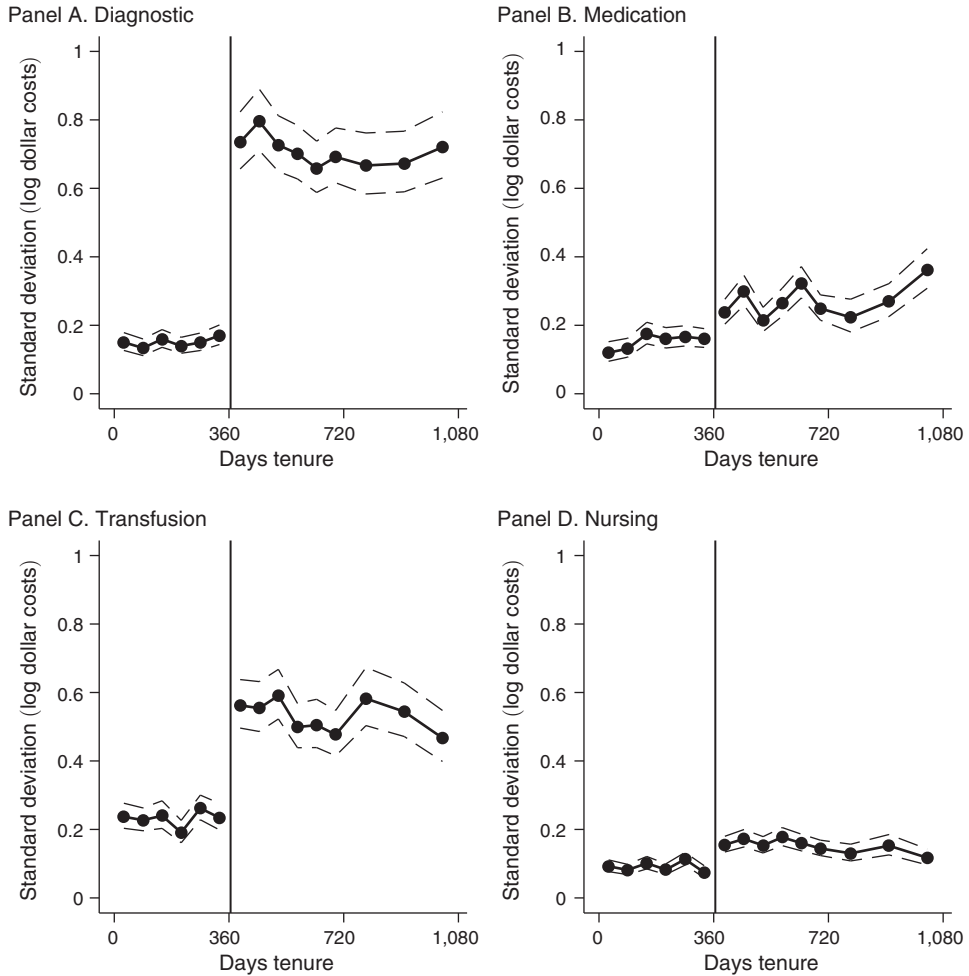 Panel A. Diagnostic
Standard deviation (log dollar costs)
1
0.8
0.6
0.4
0.2
0
0 360 720 1,080
Days tenure
Panel B. Medication
Standard deviation (log dollar costs)
1
0.8
0.6
0.4
0.2
0
0 360 720 1,080
Days tenure
Panel C. Transfusion
Standard deviation (log dollar costs)
1
0.8
0.6
0.4
0.2
0
0 360 720 1,080
Days tenure
Panel D. Nursing
Standard deviation (log dollar costs)
1
0.8
0.6
0.4
0.2
0
0 360 720 1,080
Days tenure